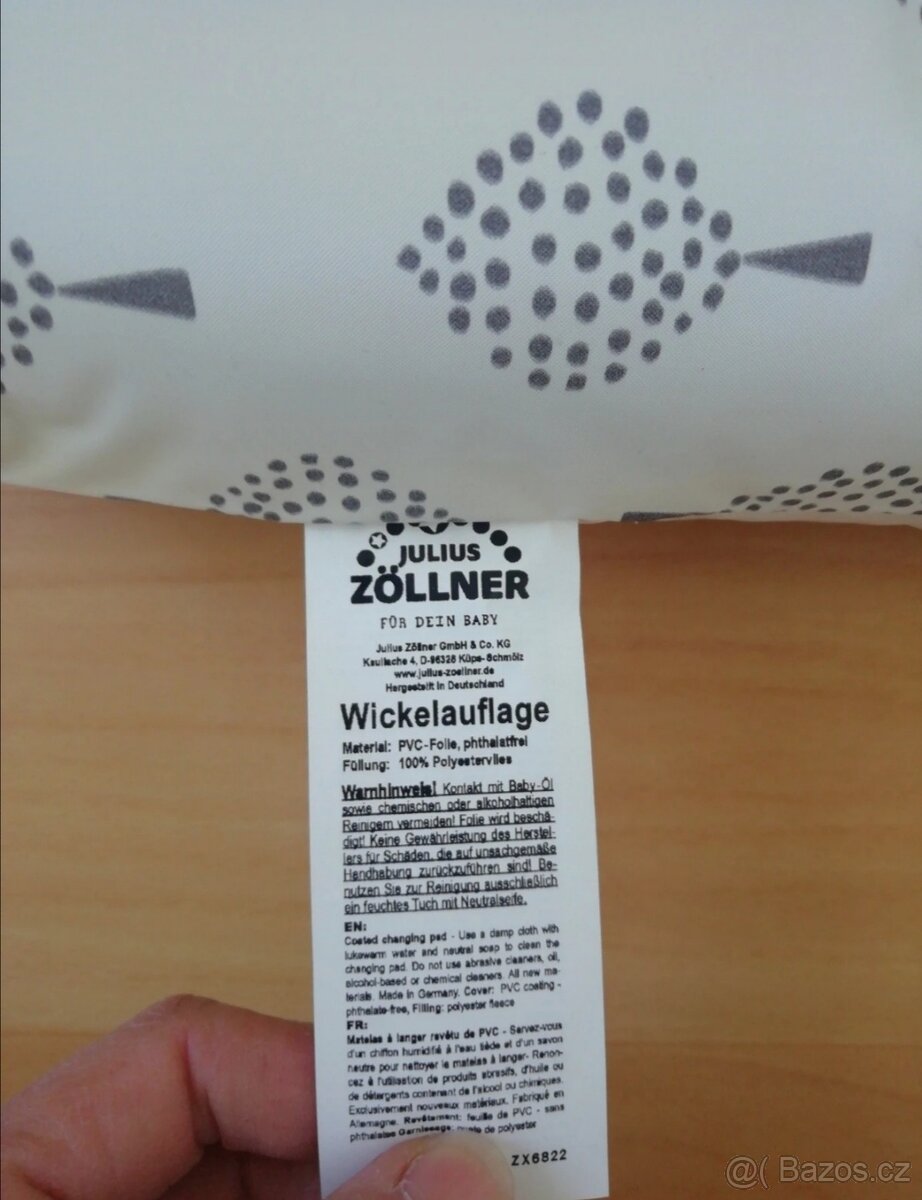 JULIUS
ZÖLLNER
FÜR DEIN BABY
Julius Zöllner GmbH & Co. KG
Kaulache 4, D-96328 Küps-Schmölz
www.julius-zoellner.de
Hergestellt in Deutschland
Wickelauflage
Material: PVC-Folie, phthalatfrei
Füllung: 100% Polyestervlies
Warnhinweis! Kontakt mit Baby-Öl
sowie chemischen oder alkoholhaltigen
Reinigern vermeiden! Folie wird beschä-
digt! Keine Gewährleistung des Herstel-
lers für Schäden, die auf unsachgemäße
Handhabung zurückzuführen sind! Be-
nutzen Sie zur Reinigung ausschließlich
ein feuchtes Tuch mit Neutralseife.
EN:
Coated changing pad - Use a damp cloth with
lukewarm water and neutral soap to clean the
changing pad. Do not use abrasive cleaners, oil,
alcohol-based or chemical cleaners. All new ma-
terials. Made in Germany. Cover: PVC coating -
phthalate-free, Filling: polyester fleece
FR:
Matelas à langer revêtu de PVC - Servez-vous
d'un chiffon humidifié à l'eau tiède et d'un savon
neutre pour nettoyer le matelas à langer. Renon-
cez à l'utilisation de produits abrasifs, d'huile ou
de détergents contenant de l'alcool ou chimiques.
Exclusivement nouveaux matériaux. Fabriqué en
Allemagne. Revêtement: feuille de PVC - sans
phthalates Garnissage: de polyester
ZX6822
@( Bazos.cz